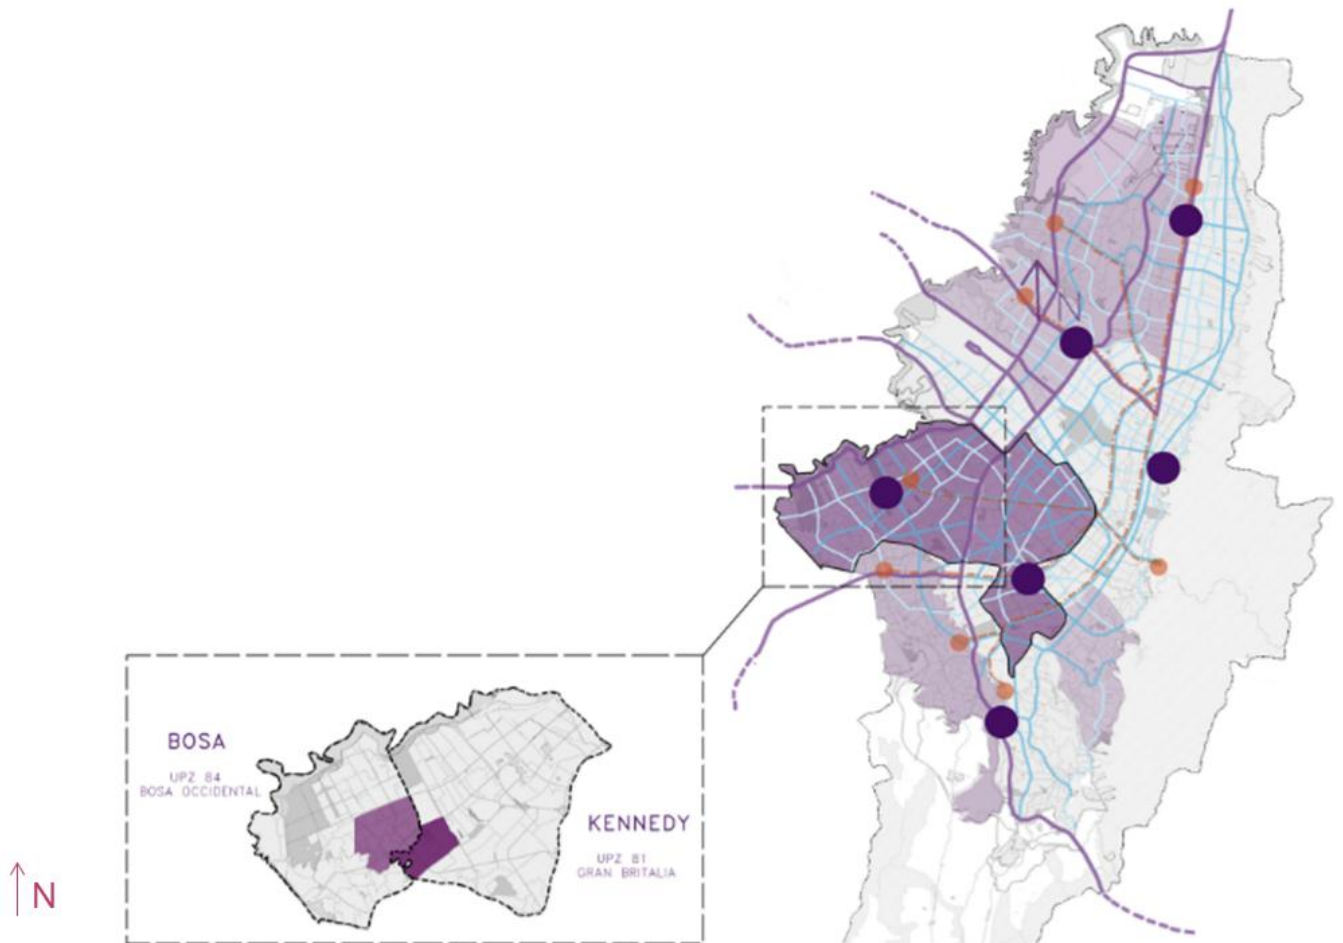 BOSA
UPZ 84
BOSA OCCIDENTAL
KENNEDY
UPZ 81
GRAN BRITALIA
N